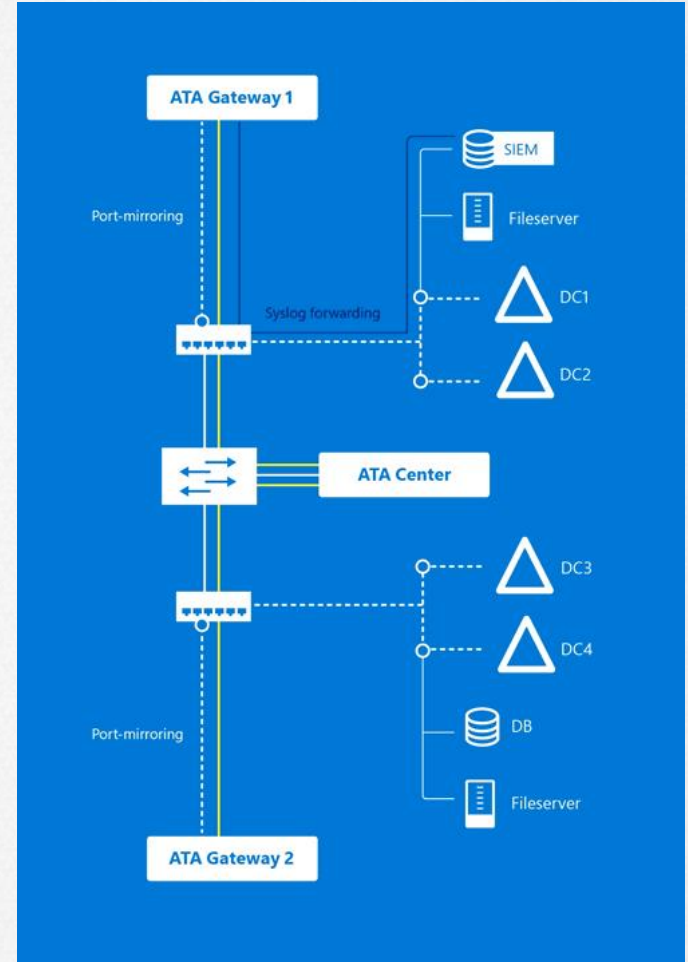 ATA Gateway 1
SIEM
Port-mirroring
Fileserver
DC1
Syslog forwarding
DC2
ATA Center
DC3
DC4
DB
Port-mirroring
Fileserver
ATA Gateway 2